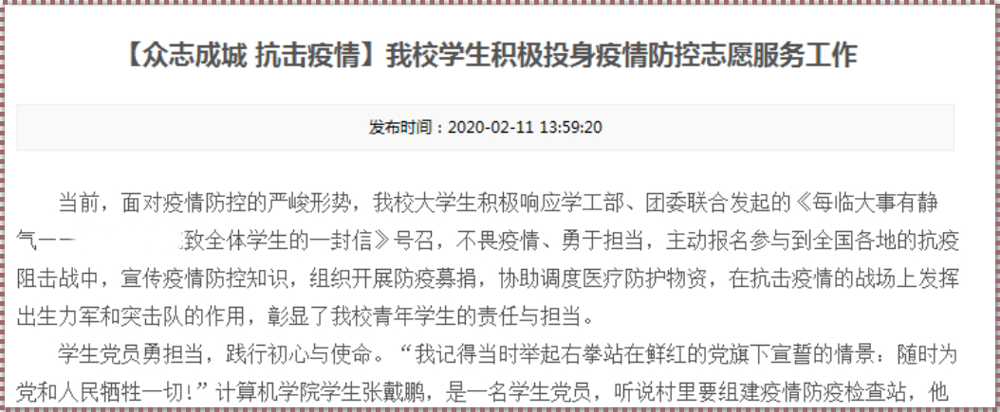 【众志成城 抗击疫情】我校学生积极投身疫情防控志愿服务工作
发布时间：2020-02-11 13:59:20
当前，面对疫情防控的严峻形势，我校大学生积极响应学工部、团委联合发起的《每临大事有静
气——致全体学生的一封信》号召，不畏疫情、勇于担当，主动报名参与到全国各地的抗疫
阻击战中，宣传疫情防控知识，组织开展防疫募捐，协助调度医疗防护物资，在抗击疫情的战场上发挥
出生力军和突击队的作用，彰显了我校青年学生的责任与担当。
学生党员勇担当，践行初心与使命。“我记得当时举起右拳站在鲜红的党旗下宣誓的情景：随时为
党和人民牺牲一切！”计算机学院学生张戴鹏，是一名学生党员，听说村里要组建疫情防疫检查站，他